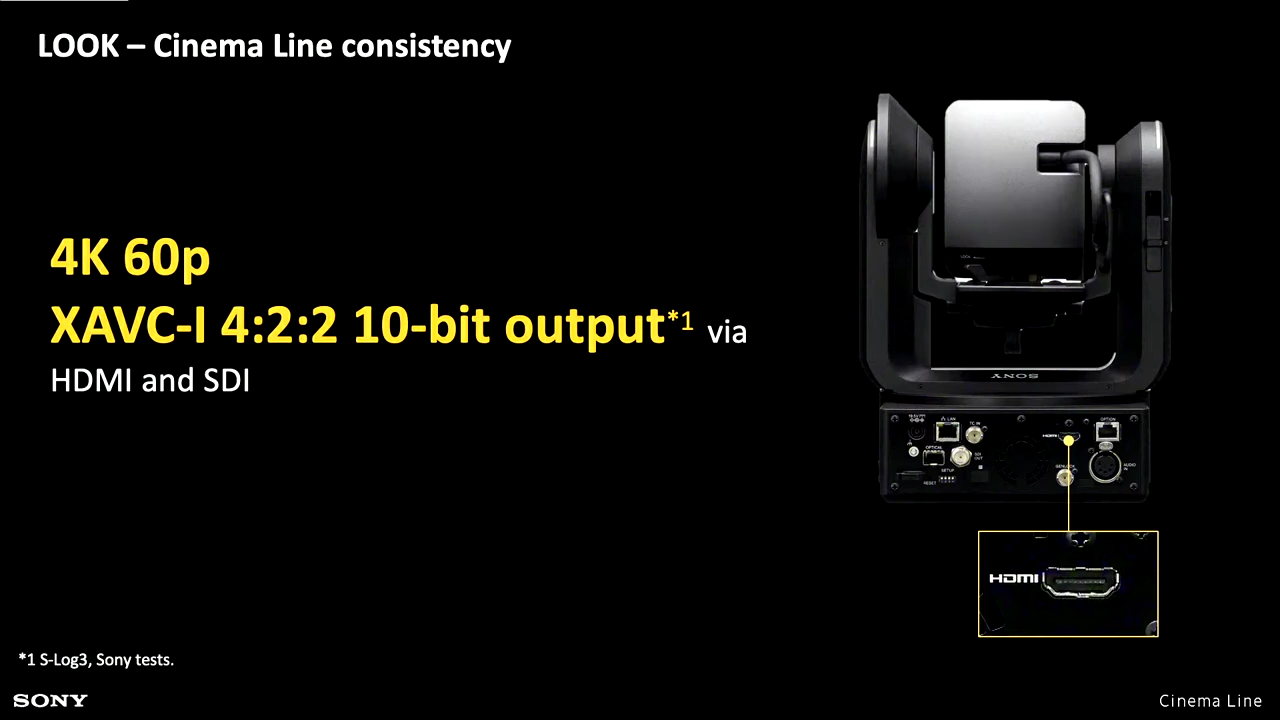 LOOK – Cinema Line consistency
4K 60p
XAVC-I 4:2:2 10-bit output*1 via
HDMI and SDI
SONY
LAN
TC IN
HDMI
OPTION
OPTICAL
SDI
OUT
SETUP
RESET
GENLOCK
AUDIO
IN
HDMI
*1 S-Log3, Sony tests.
SONY
Cinema Line